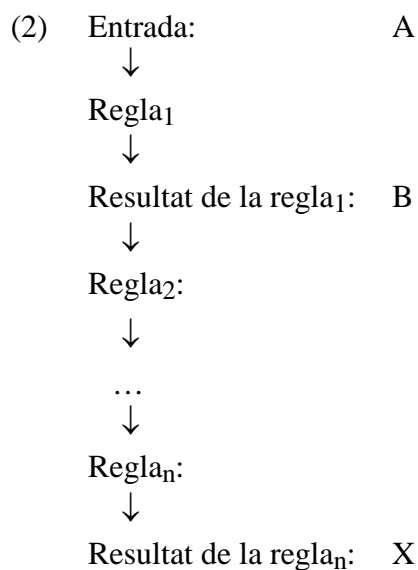 (2) Entrada: A
↓
Regla₁
↓
Resultat de la regla₁: B
↓
Regla₂:
↓
…
↓
Reglaₙ:
↓
Resultat de la reglaₙ: X